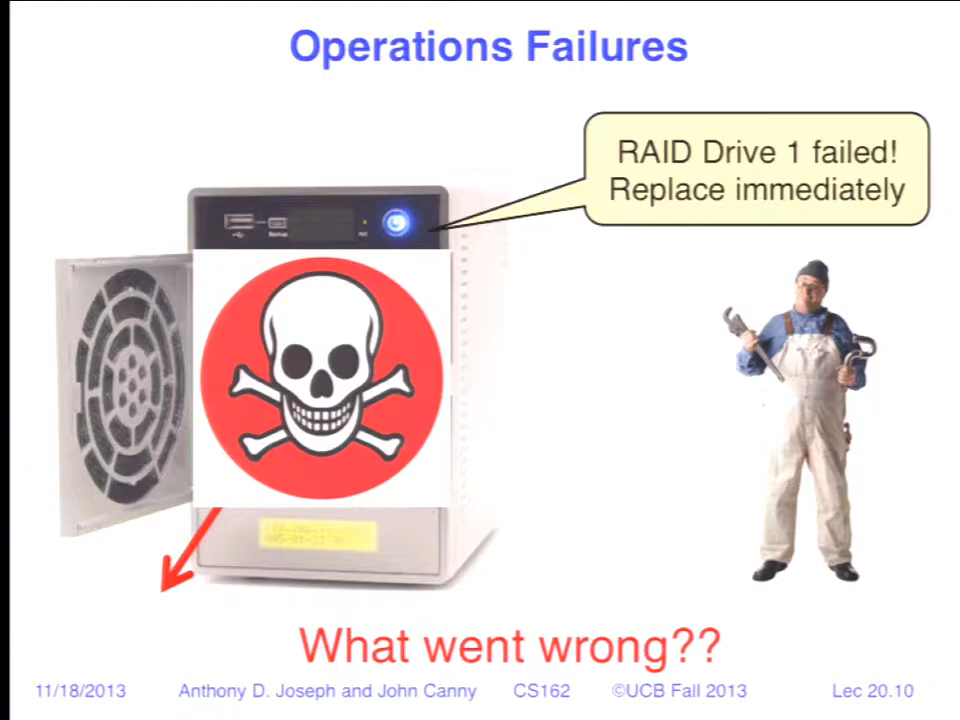 Operations Failures
RAID Drive 1 failed!
Replace immediately
What went wrong??
11/18/2013 Anthony D. Joseph and John Canny CS162 ©UCB Fall 2013 Lec 20.10